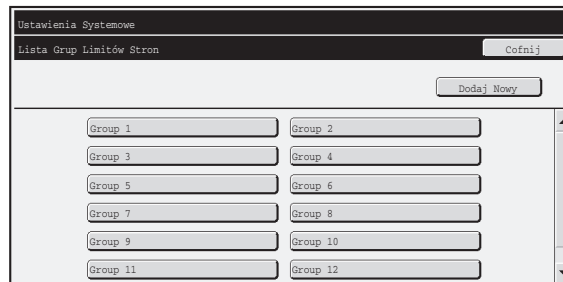 Ustawienia Systemowe
Lista Grup Limitów Stron
Cofnij
Dodaj Nowy
Group 1
Group 2
Group 3
Group 4
Group 5
Group 6
Group 7
Group 8
Group 9
Group 10
Group 11
Group 12